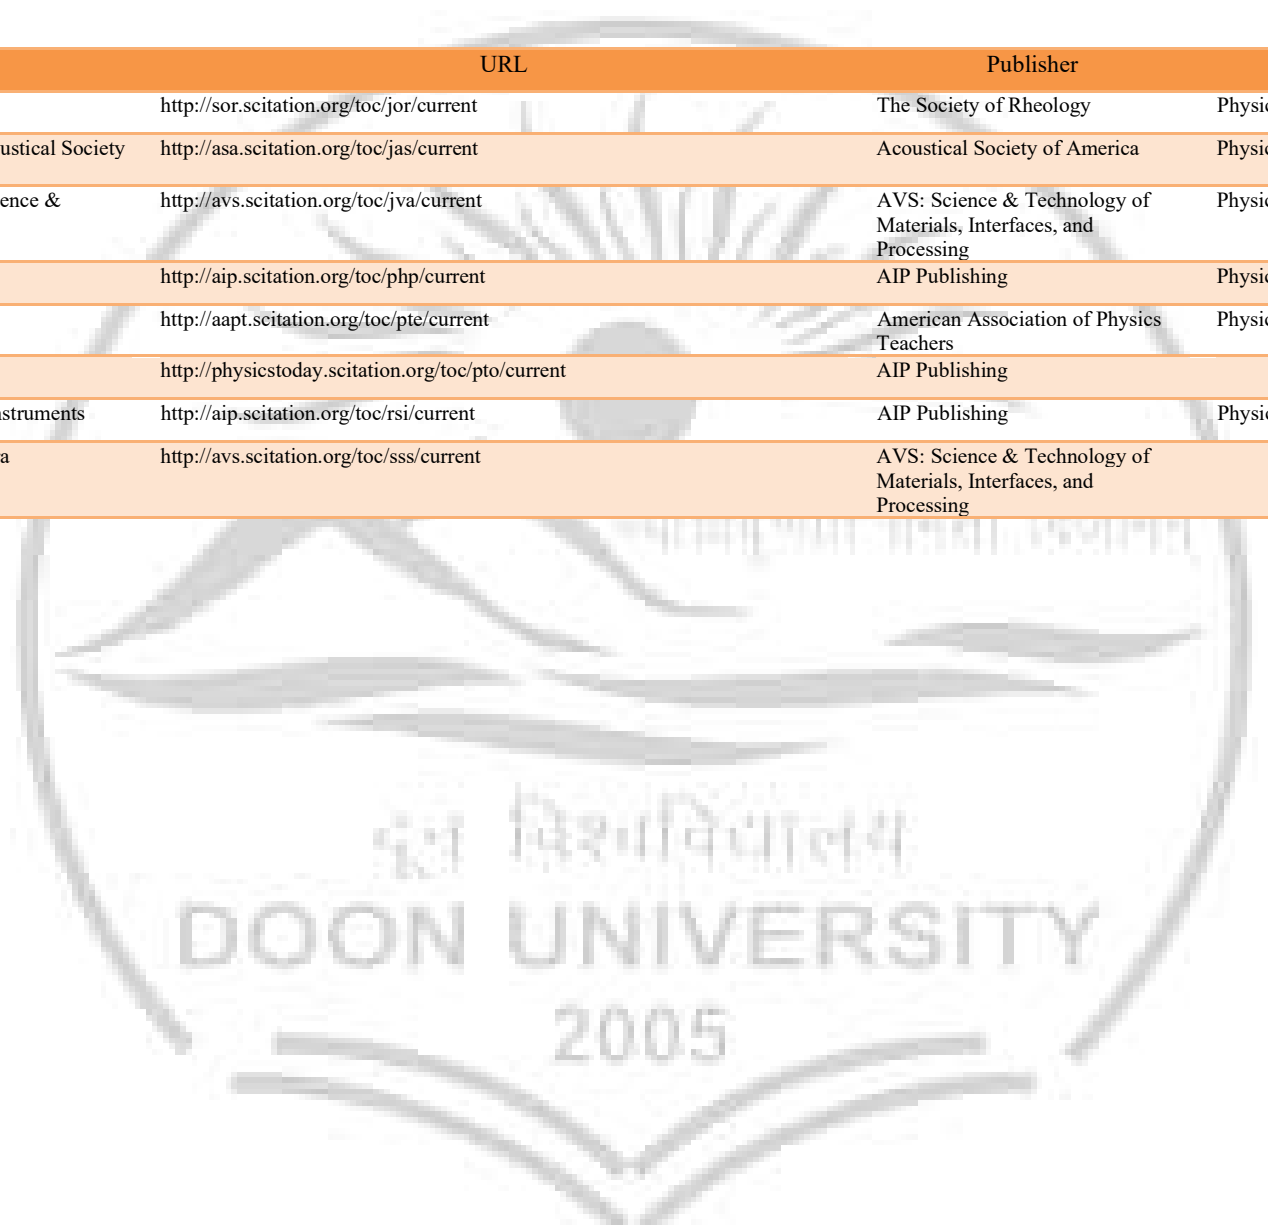 URL Publisher
http://sor.scitation.org/toc/jor/current The Society of Rheology Physic
ustical Society http://asa.scitation.org/toc/jas/current Acoustical Society of America Physic
ence & http://avs.scitation.org/toc/jva/current AVS: Science & Technology of Physic
Materials, Interfaces, and
Processing
http://aip.scitation.org/toc/php/current AIP Publishing Physic
http://aapt.scitation.org/toc/pte/current American Association of Physics Physic
Teachers
http://physicstoday.scitation.org/toc/pto/current AIP Publishing
struments http://aip.scitation.org/toc/rsi/current AIP Publishing Physic
a http://avs.scitation.org/toc/sss/current AVS: Science & Technology of
Materials, Interfaces, and
Processing
दून विश्वविद्यालय
DOON UNIVERSITY
2005